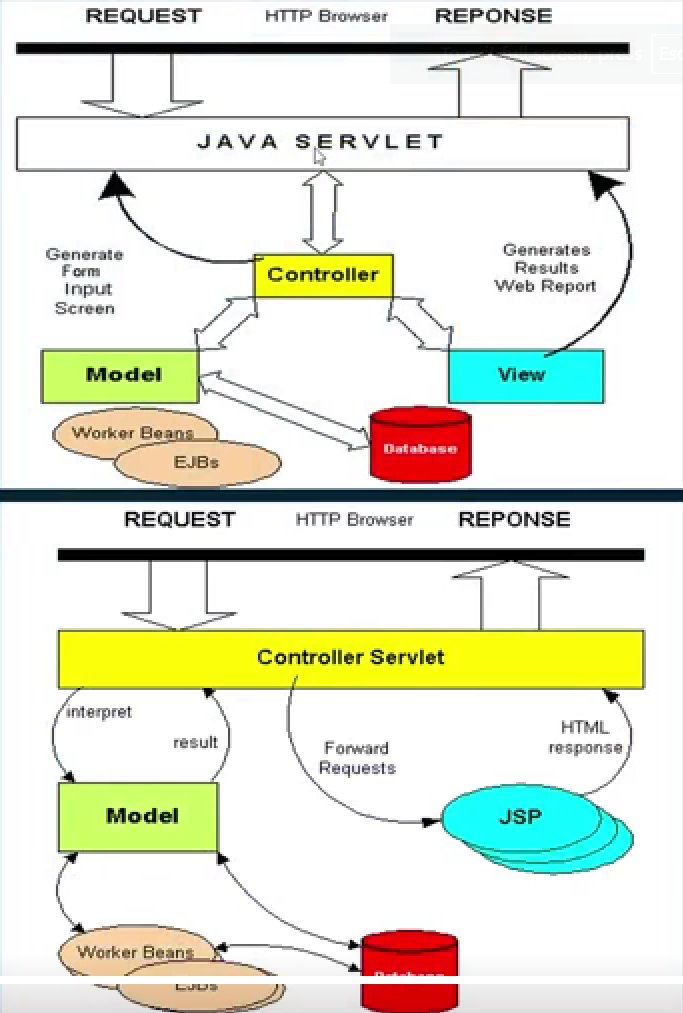 REQUEST HTTP Browser REPONSE
JAVA SERVLET
Generate
Form
Input
Screen
Controller
Generates
Results
Web Report
Model
View
Worker Beans
EJBs
Database
REQUEST HTTP Browser REPONSE
Controller Servlet
interpret
result
Forward
Requests
HTML
response
Model
JSP
Worker Beans
EJBs
Database